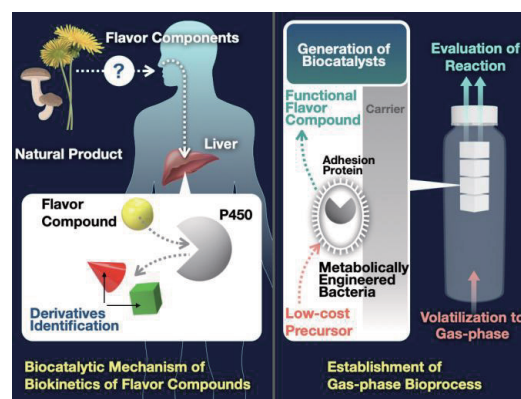 Flavor Components
?
Natural Product
Liver
Flavor
Compound
P450
Derivatives
Identification
Biocatalytic Mechanism of
Biokinetics of Flavor Compounds
Generation of
Biocatalysts
Functional
Flavor
Compound
Carrier
Adhesion
Protein
Metabolically
Engineered
Bacteria
Low-cost
Precursor
Evaluation of
Reaction
Volatilization to
Gas-phase
Establishment of
Gas-phase Bioprocess